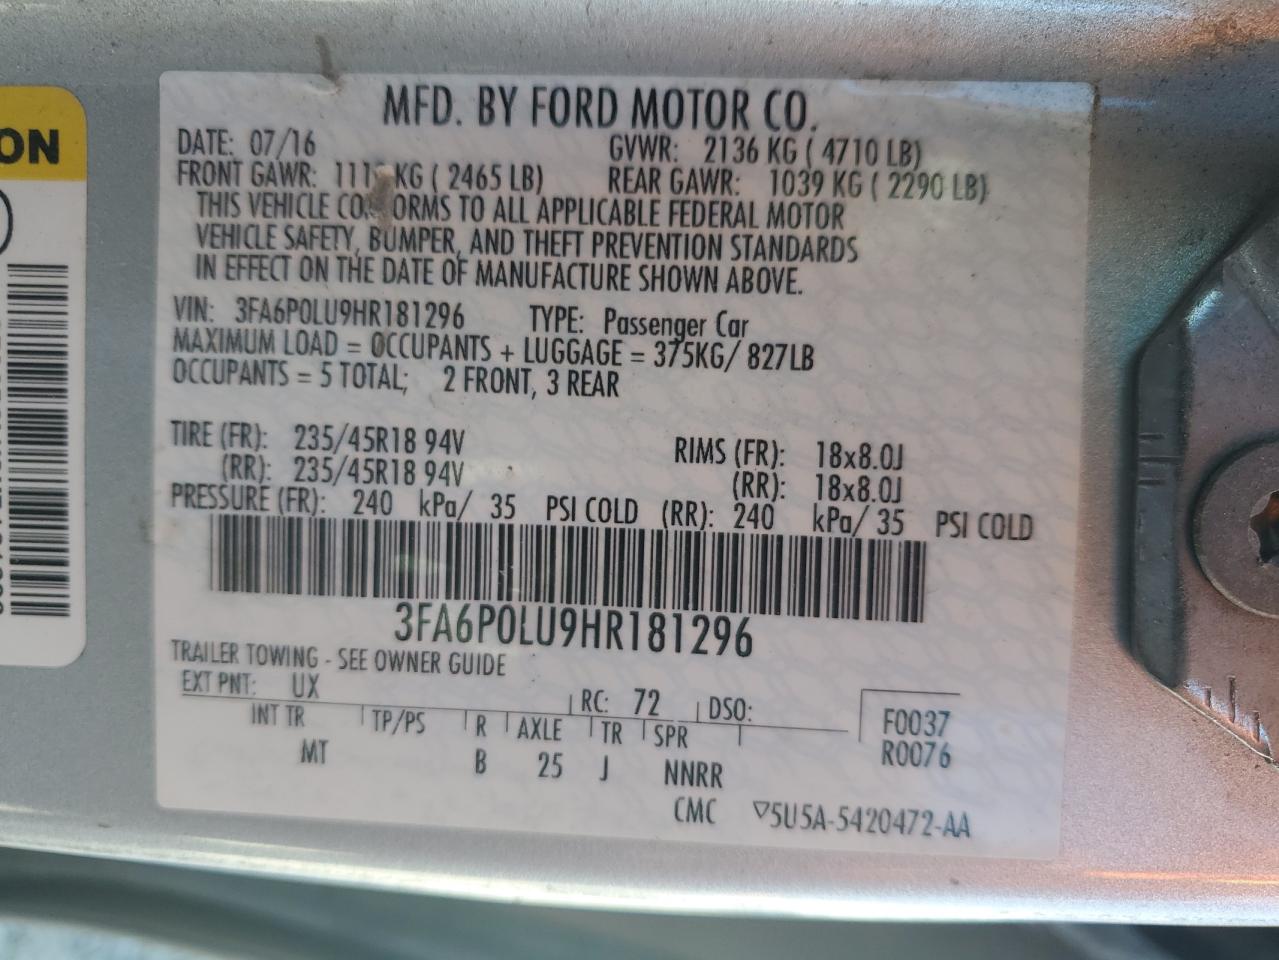 ON
MFD. BY FORD MOTOR CO.
DATE: 07/16 GVWR: 2136 KG ( 4710 LB)
FRONT GAWR: KG ( 2465 LB) REAR GAWR: 1039 KG ( 2290 LB)
THIS VEHICLE CONFORMS TO ALL APPLICABLE FEDERAL MOTOR
VEHICLE SAFETY, BUMPER, AND THEFT PREVENTION STANDARDS
IN EFFECT ON THE DATE OF MANUFACTURE SHOWN ABOVE.
VIN: 3FA6P0LU9HR181296 TYPE: Passenger Car
MAXIMUM LOAD = OCCUPANTS + LUGGAGE = 375KG/ 827LB
OCCUPANTS = 5 TOTAL; 2 FRONT, 3 REAR
TIRE (FR): 235/45R18 94V RIMS (FR): 18x8.0J
(RR): 235/45R18 94V (RR): 18x8.0J
PRESSURE (FR): 240 kPa/ 35 PSI COLD (RR): 240 kPa/ 35 PSI COLD
3FA6P0LU9HR181296
TRAILER TOWING - SEE OWNER GUIDE
EXT PNT: UX RC: 72 DSO: F0037
INT TR TP/PS R AXLE TR SPR R0076
MT B 25 J NNRR
CMC ▽5U5A-5420472-AA